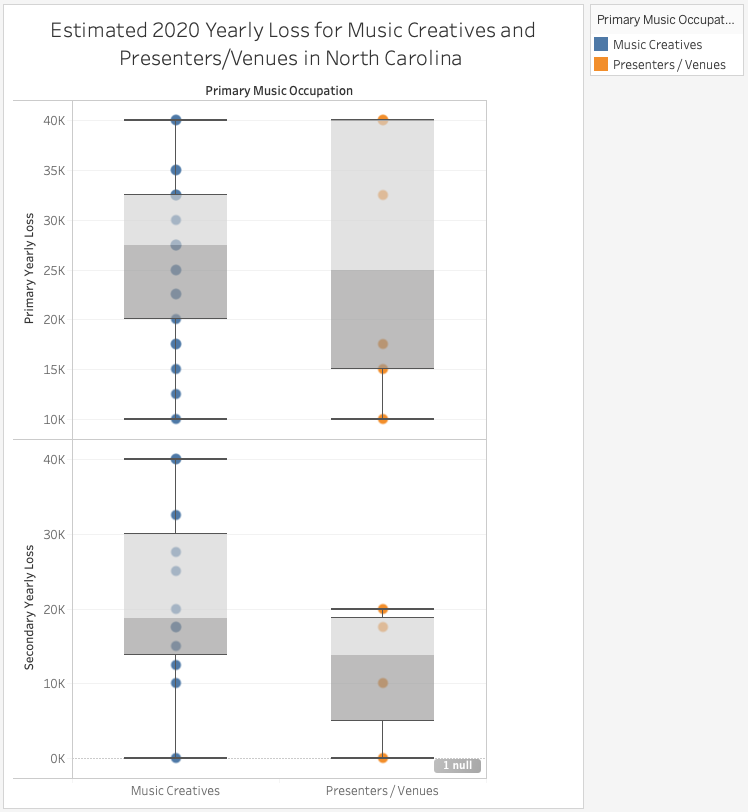 Estimated 2020 Yearly Loss for Music Creatives and
Presenters/Venues in North Carolina
Primary Music Occupat...
Music Creatives
Presenters / Venues
Primary Music Occupation
Primary Yearly Loss
40K
35K
30K
25K
20K
15K
10K
Secondary Yearly Loss
40K
30K
20K
10K
0K
1 null
Music Creatives
Presenters / Venues